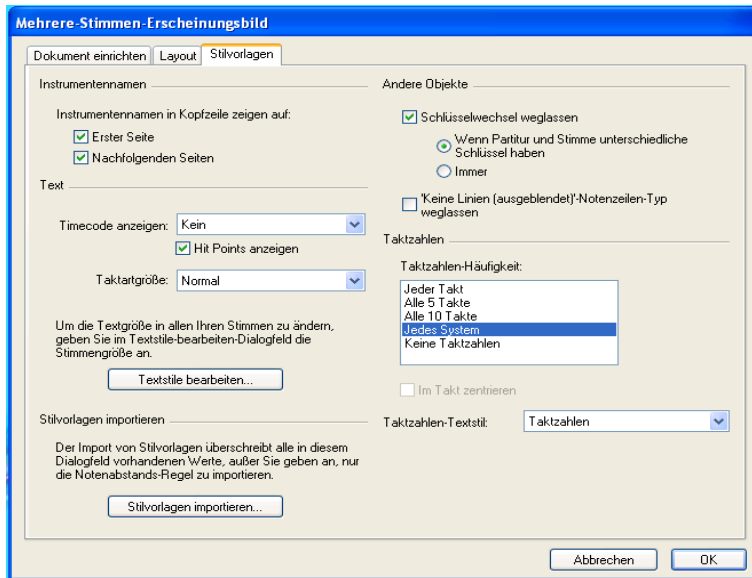 Mehrere-Stimmen-Erscheinungsbild
Dokument einrichten
Layout
Stilvorlagen
Instrumentennamen
Instrumentennamen in Kopfzeile zeigen auf:
Erster Seite
Nachfolgenden Seiten
Text
Timecode anzeigen: Kein
Hit Points anzeigen
Taktartgröße: Normal
Um die Textgröße in allen Ihren Stimmen zu ändern,
geben Sie im Textstile-bearbeiten-Dialogfeld die
Stimmengröße an.
Textstile bearbeiten...
Stilvorlagen importieren
Der Import von Stilvorlagen überschreibt alle in diesem
Dialogfeld vorhandenen Werte, außer Sie geben an, nur
die Notenabstands-Regel zu importieren.
Stilvorlagen importieren...
Andere Objekte
Schlüsselwechsel weglassen
Wenn Partitur und Stimme unterschiedliche
Schlüssel haben
Immer
'Keine Linien (ausgeblendet)'-Notenzeilen-Typ
weglassen
Taktzahlen
Taktzahlen-Häufigkeit:
Jeder Takt
Alle 5 Takte
Alle 10 Takte
Jedes System
Keine Taktzahlen
Im Takt zentrieren
Taktzahlen-Textstil: Taktzahlen
Abbrechen
OK